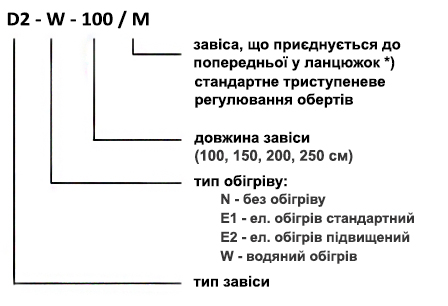 D2 - W - 100 / M
завіса, що приєднується до
попередньої у ланцюжок *)
стандартне триступеневе
регулювання обертів
довжина завіси
(100, 150, 200, 250 см)
тип обігріву:
N - без обігріву
E1 - ел. обігрів стандартний
E2 - ел. обігрів підвищений
W - водяний обігрів
тип завіси